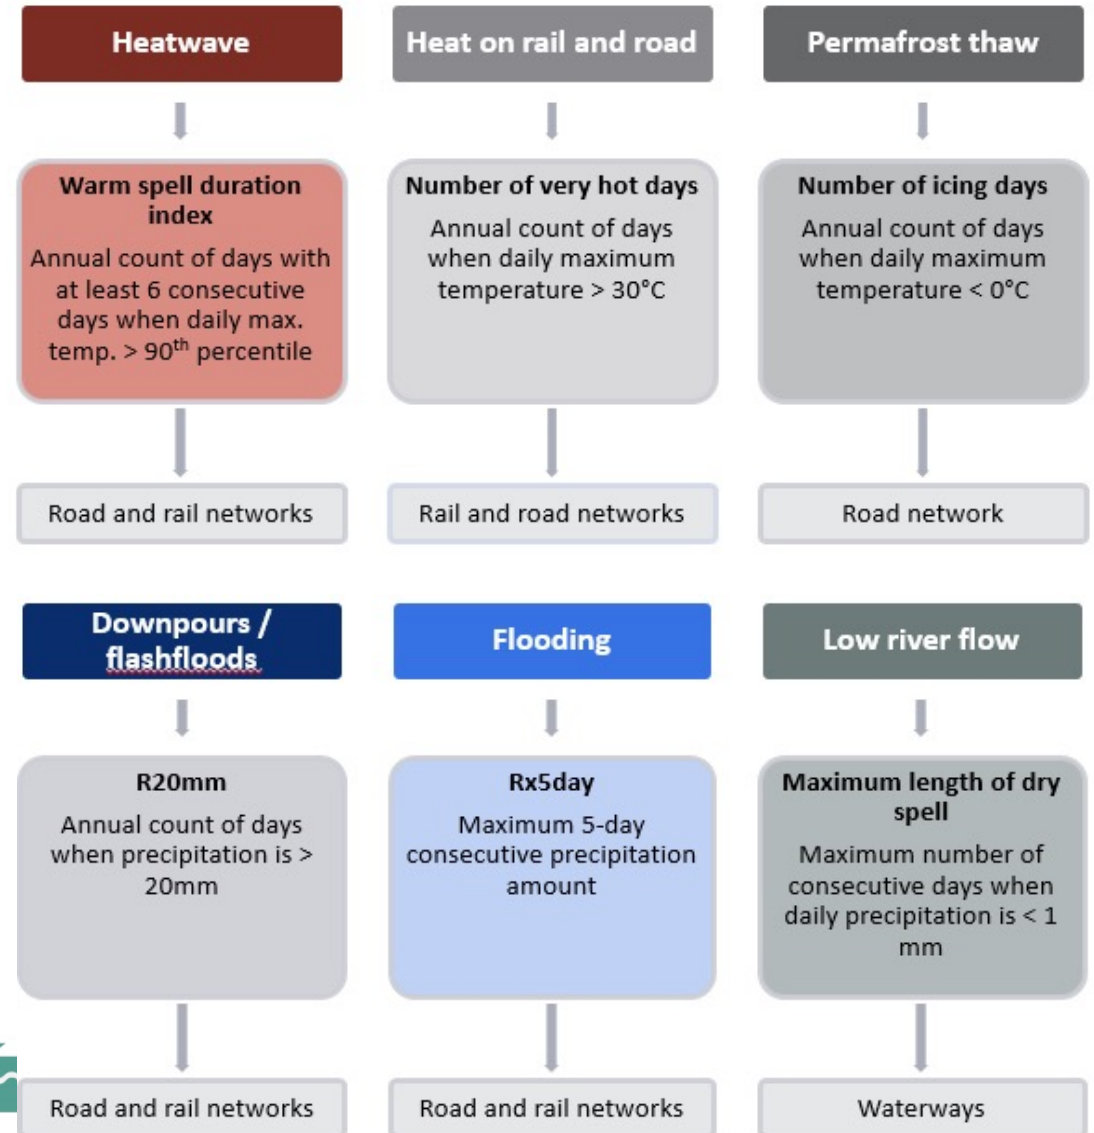 Heatwave
Warm spell duration
index
Annual count of days with
at least 6 consecutive
days when daily max.
temp. > 90th percentile
Road and rail networks
Heat on rail and road
Number of very hot days
Annual count of days
when daily maximum
temperature > 30°C
Rail and road networks
Permafrost thaw
Number of icing days
Annual count of days
when daily maximum
temperature < 0°C
Road network
Downpours /
flashfloods
R20mm
Annual count of days
when precipitation is >
20mm
Road and rail networks
Flooding
Rx5day
Maximum 5-day
consecutive precipitation
amount
Road and rail networks
Low river flow
Maximum length of dry
spell
Maximum number of
consecutive days when
daily precipitation is < 1
mm
Waterways